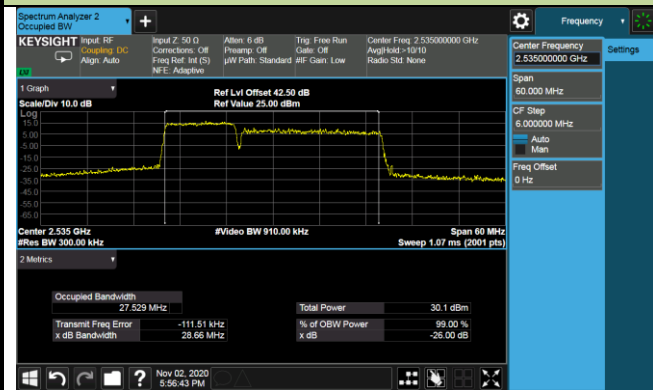 Spectrum Analyzer 2
Occupied BW
+
Frequency
KEYSIGHT
Input: RF
Coupling: DC
Align: Auto
Input Z: 50 Ω
Corrections: Off
Freq Ref: Int (S)
NFE: Adaptive
Atten: 6 dB
Preamp: Off
µW Path: Standard
Trig: Free Run
Gate: Off
#IF Gain: Low
Center Freq: 2.535000000 GHz
Avg|Hold:>10/10
Radio Std: None
Center Frequency
2.535000000 GHz
Settings
Span
60.000 MHz
CF Step
6.000000 MHz
Auto
Man
Freq Offset
0 Hz
1 Graph
Scale/Div 10.0 dB
Ref Lvl Offset 42.50 dB
Ref Value 25.00 dBm
Log
15.0
5.00
-5.00
-15.0
-25.0
-35.0
-45.0
-55.0
-65.0
Center 2.535 GHz
#Res BW 300.00 kHz
#Video BW 910.00 kHz
Span 60 MHz
Sweep 1.07 ms (2001 pts)
2 Metrics
Occupied Bandwidth
27.529 MHz
Total Power 30.1 dBm
Transmit Freq Error -111.51 kHz
% of OBW Power 99.00 %
x dB Bandwidth 28.66 MHz
x dB -26.00 dB
?
Nov 02, 2020
5:56:43 PM